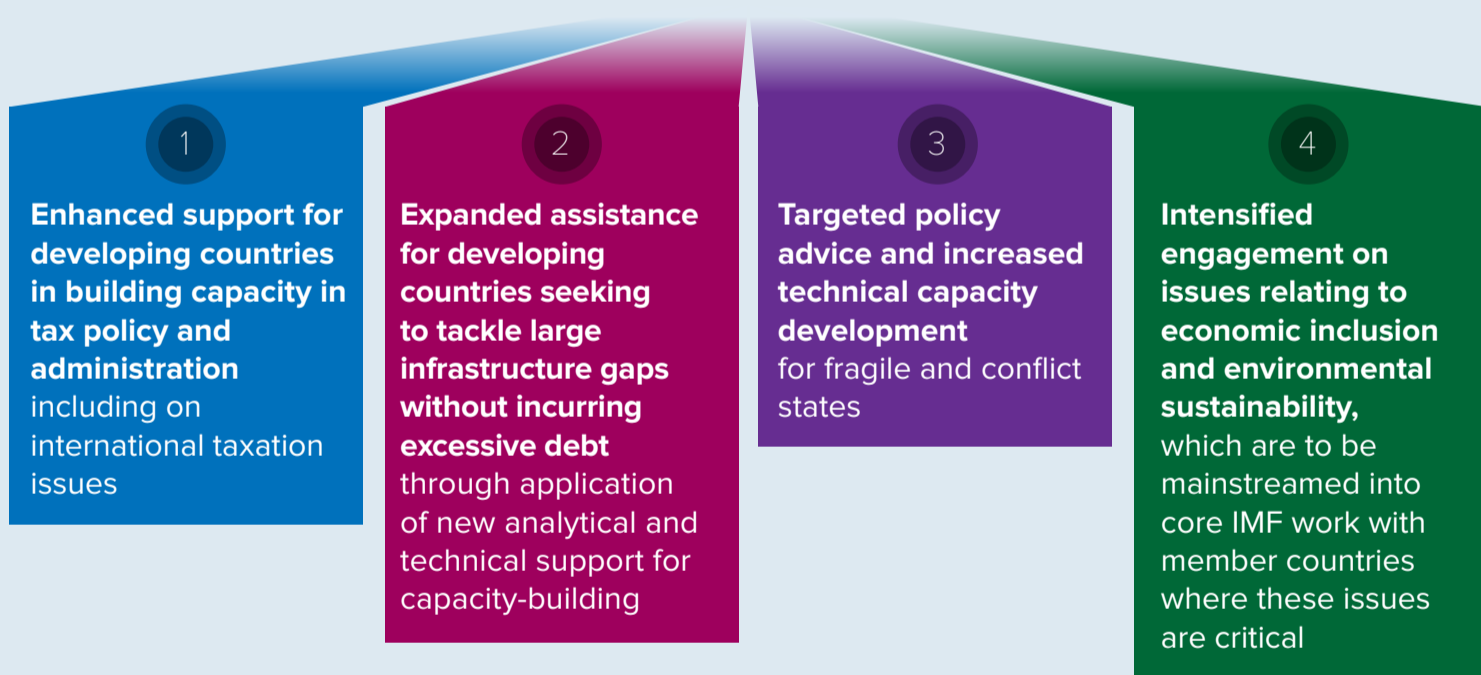 1
Enhanced support for
developing countries
in building capacity in
tax policy and
administration
including on
international taxation
issues
2
Expanded assistance
for developing
countries seeking
to tackle large
infrastructure gaps
without incurring
excessive debt
through application
of new analytical and
technical support for
capacity-building
3
Targeted policy
advice and increased
technical capacity
development
for fragile and conflict
states
4
Intensified
engagement on
issues relating to
economic inclusion
and environmental
sustainability,
which are to be
mainstreamed into
core IMF work with
member countries
where these issues
are critical